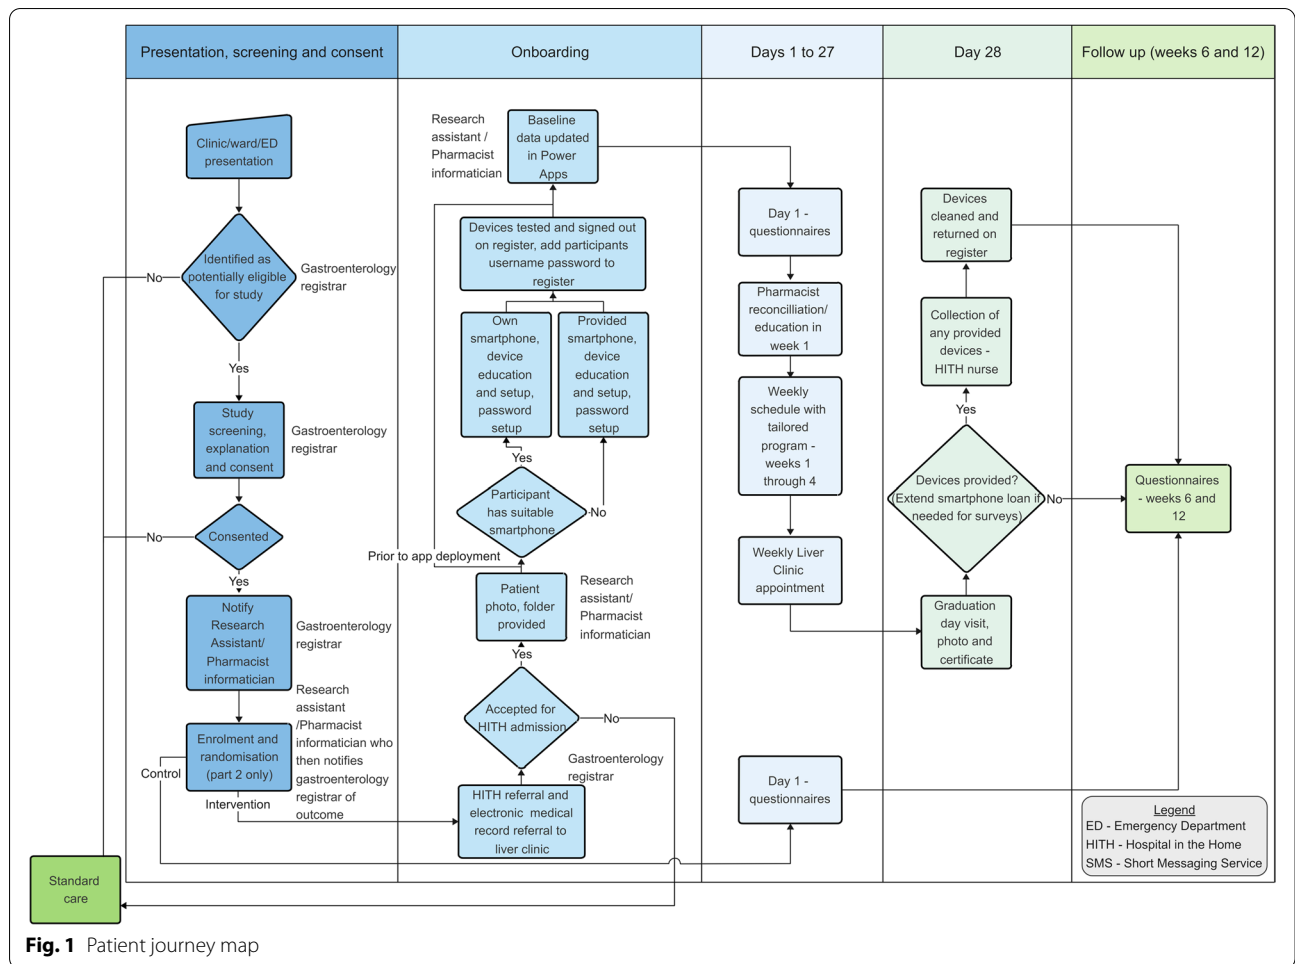 Presentation, screening and consent
Onboarding
Days 1 to 27
Day 28
Follow up (weeks 6 and 12)
Clinic/ward/ED
presentation
Identified as
potentially eligible
for study
Gastroenterology
registrar
No
Yes
Study
screening,
explanation
and consent
Gastroenterology
registrar
Consented
No
Yes
Notify
Research
Assistant/
Pharmacist
informatician
Gastroenterology
registrar
Enrolment and
randomisation
(part 2 only)
Research
assistant
/Pharmacist
informatician who
then notifies
gastroenterology
registrar of
outcome
Control
Intervention
Standard
care
Research
assistant /
Pharmacist
informatician
Baseline
data updated
in Power
Apps
Devices tested and signed out
on register, add participants
username password to
register
Own
smartphone,
device
education
and setup,
password
setup
Provided
smartphone,
device
education
and setup,
password
setup
Yes
Participant
has suitable
smartphone
No
Prior to app deployment
Patient
photo, folder
provided
Research
assistant/
Pharmacist
informatician
Yes
Accepted for
HITH admission
No
Gastroenterology
registrar
HITH referral and
electronic medical
record referral to
liver clinic
Day 1 -
questionnaires
Pharmacist
reconcilliation/
education in
week 1
Weekly
schedule with
tailored
program -
weeks 1
through 4
Weekly Liver
Clinic
appointment
Day 1 -
questionnaires
Devices
cleaned and
returned on
register
Collection of
any provided
devices -
HITH nurse
Yes
Devices provided?
(Extend smartphone loan if
needed for surveys)
No
Graduation
day visit,
photo and
certificate
Questionnaires
- weeks 6 and
12
Legend
ED - Emergency Department
HITH - Hospital in the Home
SMS - Short Messaging Service
Fig. 1 Patient journey map